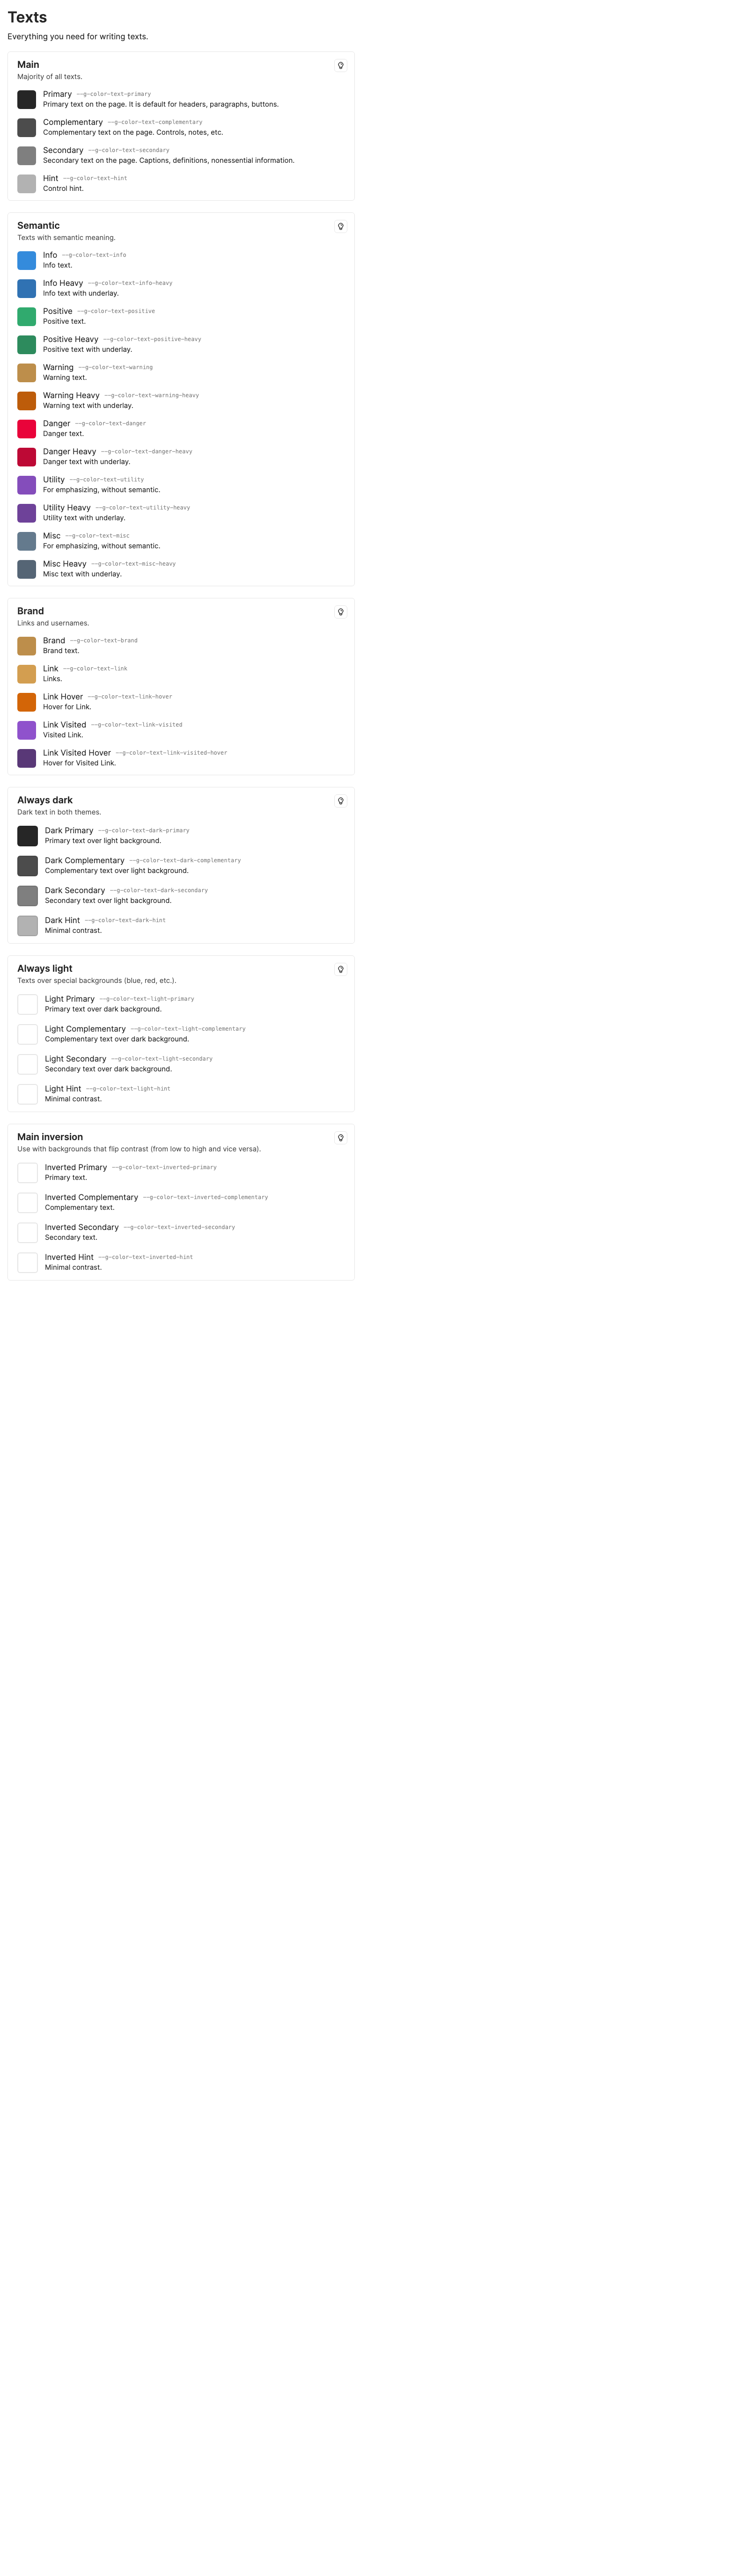 Texts
Everything you need for writing texts.
Main
Majority of all texts.
Primary --g-color-text-primary
Primary text on the page. It is default for headers, paragraphs, buttons.
Complementary --g-color-text-complementary
Complementary text on the page. Controls, notes, etc.
Secondary --g-color-text-secondary
Secondary text on the page. Captions, definitions, nonessential information.
Hint --g-color-text-hint
Control hint.
Semantic
Texts with semantic meaning.
Info --g-color-text-info
Info text.
Info Heavy --g-color-text-info-heavy
Info text with underlay.
Positive --g-color-text-positive
Positive text.
Positive Heavy --g-color-text-positive-heavy
Positive text with underlay.
Warning --g-color-text-warning
Warning text.
Warning Heavy --g-color-text-warning-heavy
Warning text with underlay.
Danger --g-color-text-danger
Danger text.
Danger Heavy --g-color-text-danger-heavy
Danger text with underlay.
Utility --g-color-text-utility
For emphasizing, without semantic.
Utility Heavy --g-color-text-utility-heavy
Utility text with underlay.
Misc --g-color-text-misc
For emphasizing, without semantic.
Misc Heavy --g-color-text-misc-heavy
Misc text with underlay.
Brand
Links and usernames.
Brand --g-color-text-brand
Brand text.
Link --g-color-text-link
Links.
Link Hover --g-color-text-link-hover
Hover for Link.
Link Visited --g-color-text-link-visited
Visited Link.
Link Visited Hover --g-color-text-link-visited-hover
Hover for Visited Link.
Always dark
Dark text in both themes.
Dark Primary --g-color-text-dark-primary
Primary text over light background.
Dark Complementary --g-color-text-dark-complementary
Complementary text over light background.
Dark Secondary --g-color-text-dark-secondary
Secondary text over light background.
Dark Hint --g-color-text-dark-hint
Minimal contrast.
Always light
Texts over special backgrounds (blue, red, etc.).
Light Primary --g-color-text-light-primary
Primary text over dark background.
Light Complementary --g-color-text-light-complementary
Complementary text over dark background.
Light Secondary --g-color-text-light-secondary
Secondary text over dark background.
Light Hint --g-color-text-light-hint
Minimal contrast.
Main inversion
Use with backgrounds that flip contrast (from low to high and vice versa).
Inverted Primary --g-color-text-inverted-primary
Primary text.
Inverted Complementary --g-color-text-inverted-complementary
Complementary text.
Inverted Secondary --g-color-text-inverted-secondary
Secondary text.
Inverted Hint --g-color-text-inverted-hint
Minimal contrast.